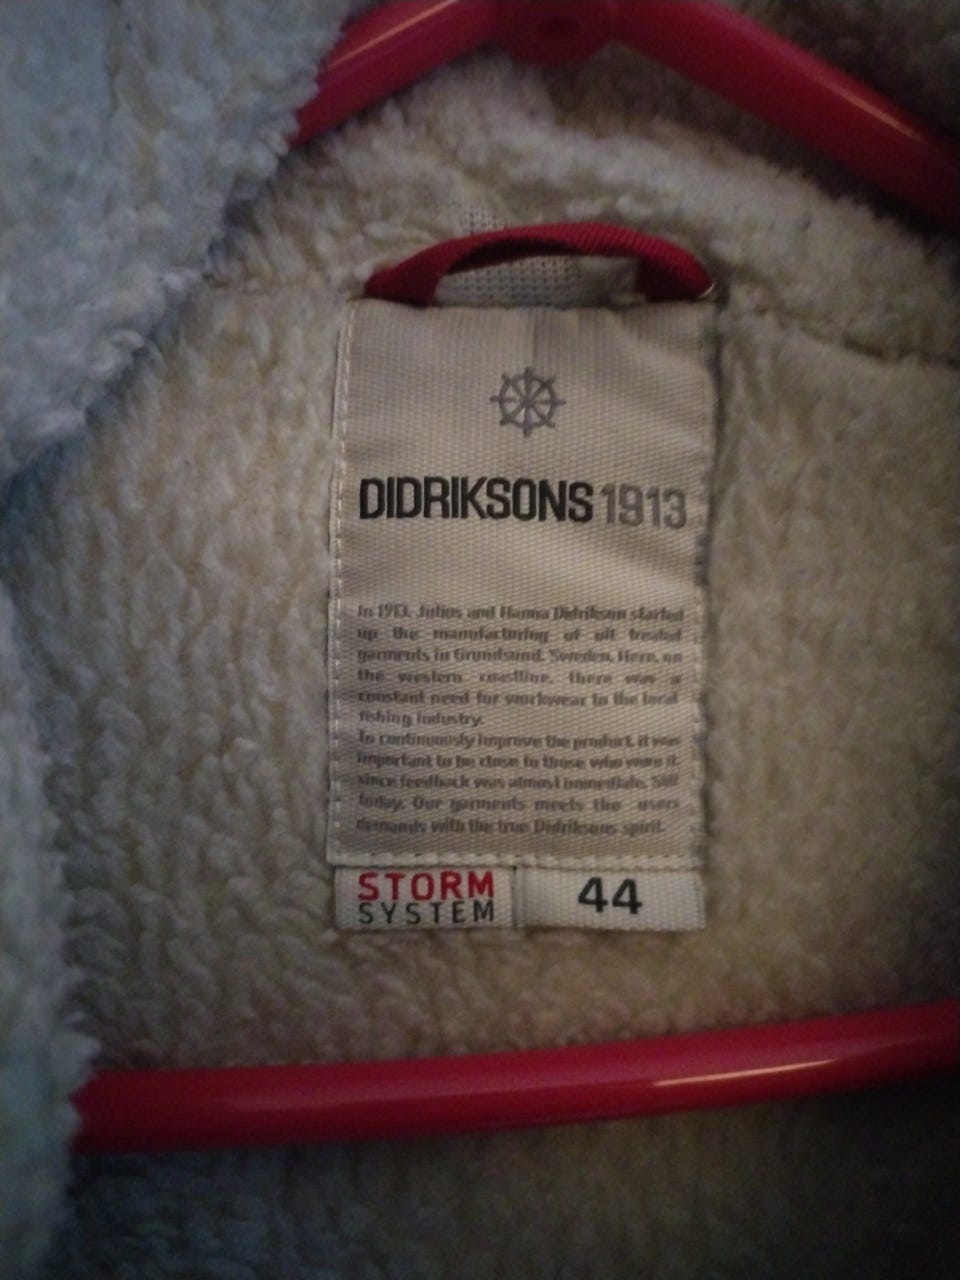 DIDRIKSONS 1913
In 1913, Julius and Hanna Didrikson started
up the manufacturing of oil treated
garments in Grundsund, Sweden. Here, on
the western coastline, there was a
constant need for workwear to the local
fishing industry.
To continuously improve the product, it was
important to be close to those who wore it,
since feedback was almost immediate. Still
today, Our garments meets the users
demands with the true Didriksons spirit.
STORM
SYSTEM
44